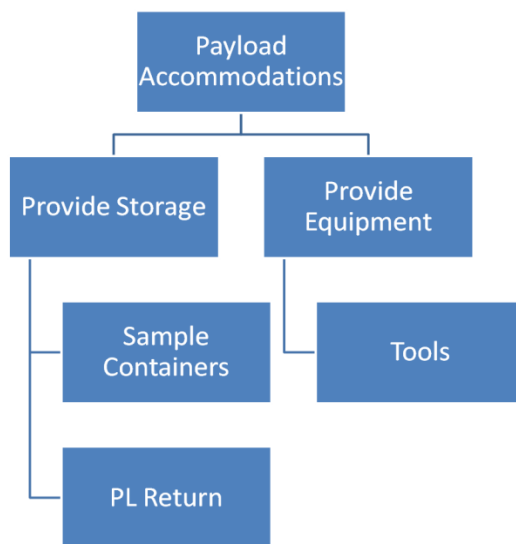 Payload
Accommodations
Provide Storage
Provide
Equipment
Sample
Containers
Tools
PL Return